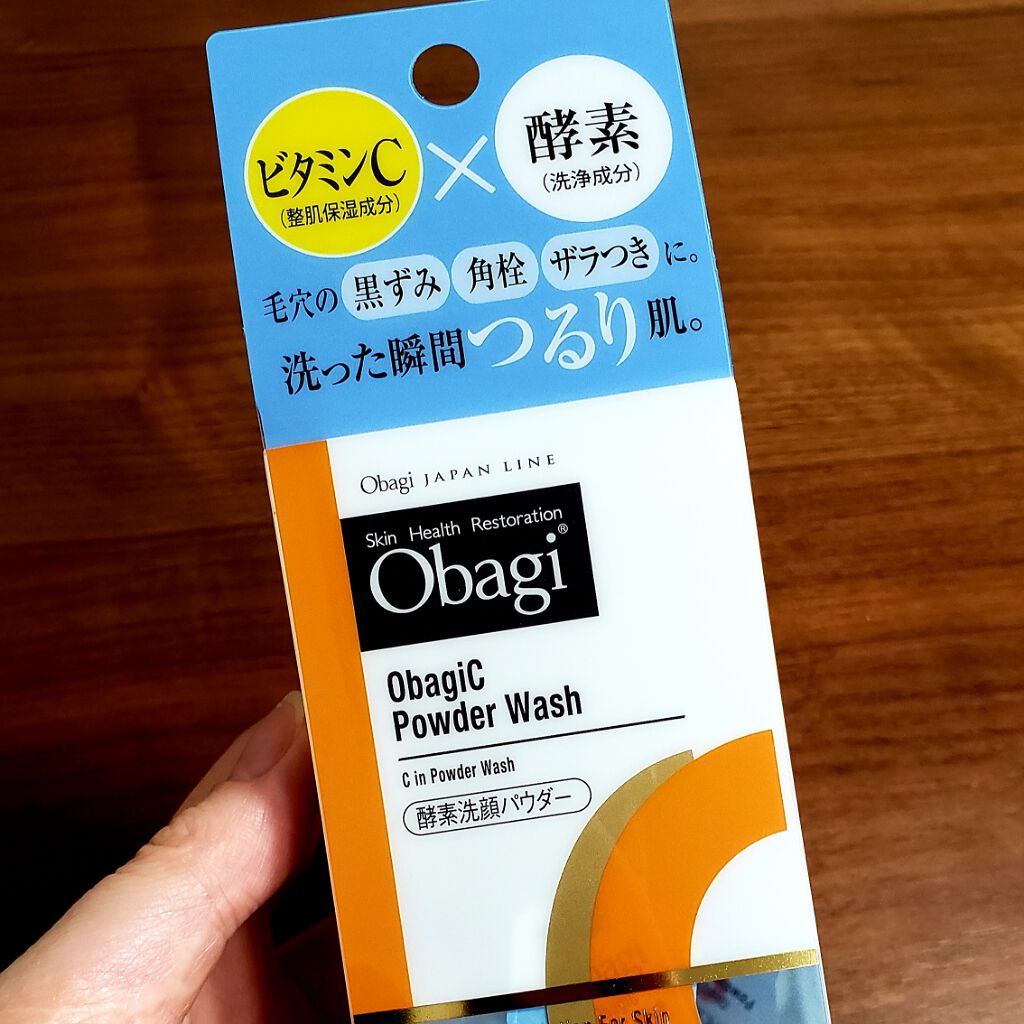 ビタミンC
(整肌保湿成分)
×
酵素
(洗浄成分)
毛穴の 黒ずみ 角栓 ザラつき に。
洗った瞬間つるり肌。
Obagi JAPAN LINE
Skin Health Restoration
Obagi®
ObagiC
Powder Wash
C in Powder Wash
酵素洗顔パウダー
For Skin